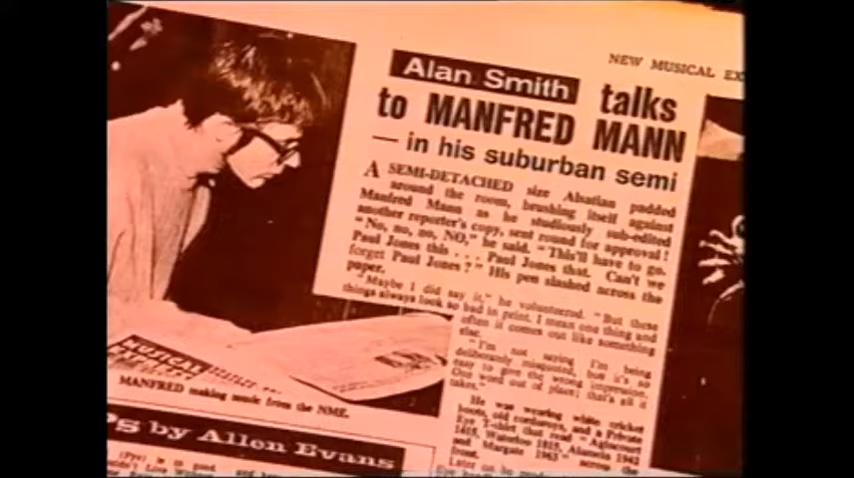 NEW MUSICAL EX
Alan Smith talks
to MANFRED MANN
— in his suburban semi
A SEMI-DETACHED size Alsatian padded
around the room, brushing itself against
Manfred Mann as he studiously sub-edited
another reporter's copy, sent round for approval!
"No, no, no, NO," he said. "This'll have to go.
Paul Jones this . . . Paul Jones that. Can't we
forget Paul Jones?" His pen slashed across the
paper.
"Maybe I did say it," he volunteered. "But these
things always look so bad in print. I mean one thing and
often it comes out like something
else.
"I'm not saying I'm being
deliberately misquoted, but it's so
easy to give the wrong impression.
One word out of place; that's all it
takes."
He was wearing white cricket
boots, old corduroys, and a Private
Eye T-shirt that read "Agincourt
1415, Waterloo 1815, Alamein 1942
and Margate 1963" across the
front.
MUSICAL
EXPRESS
MANFRED making music from the NME.
by Allen Evans
(Pye) is so good